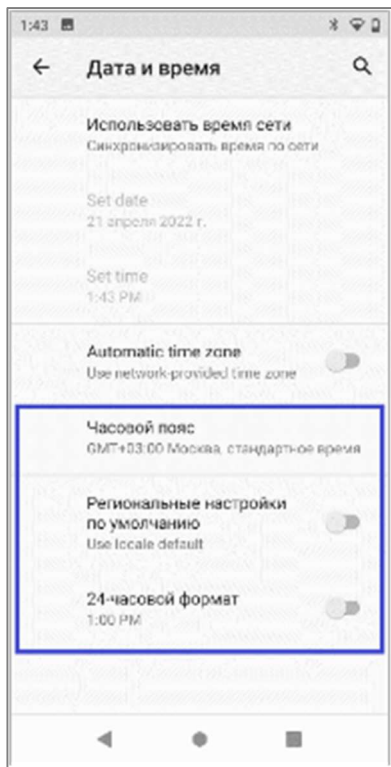 1:43
Дата и время
Использовать время сети
Синхронизировать время по сети
Set date
21 апреля 2022 г.
Set time
1:43 PM
Automatic time zone
Use network-provided time zone
Часовой пояс
GMT+03:00 Москва, стандартное время
Региональные настройки
по умолчанию
Use locale default
24-часовой формат
1:00 PM